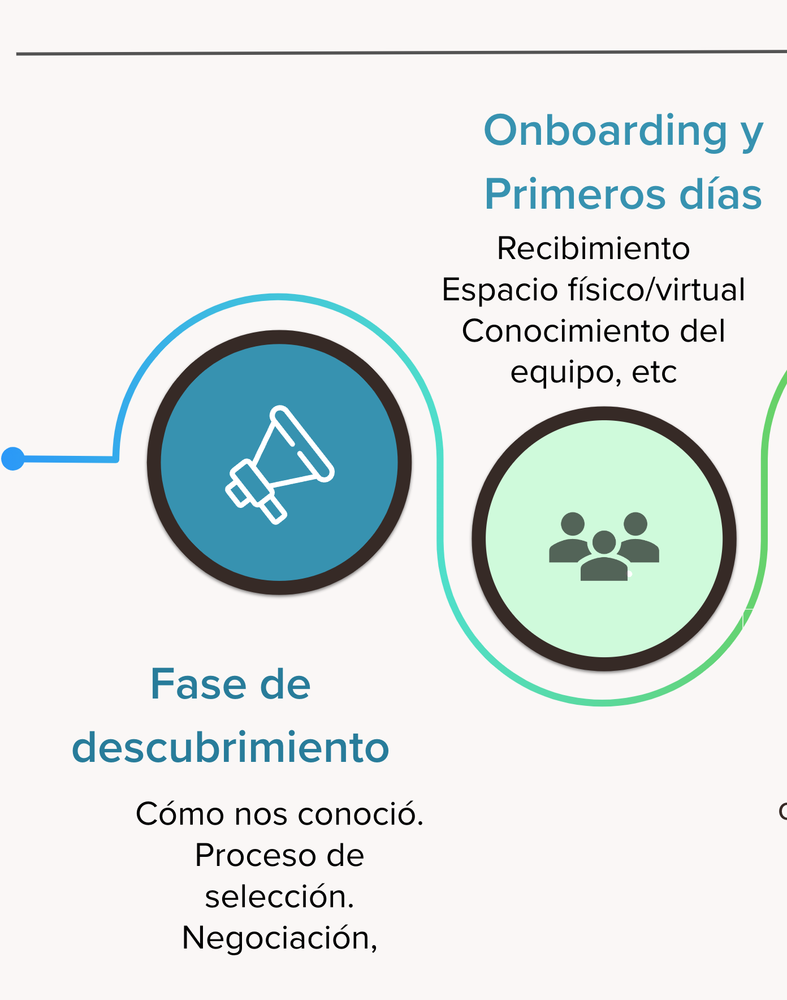 Onboarding y
Primeros días
Recibimiento
Espacio físico/virtual
Conocimiento del
equipo, etc
Fase de
descubrimiento
Cómo nos conoció.
Proceso de
selección.
Negociación,